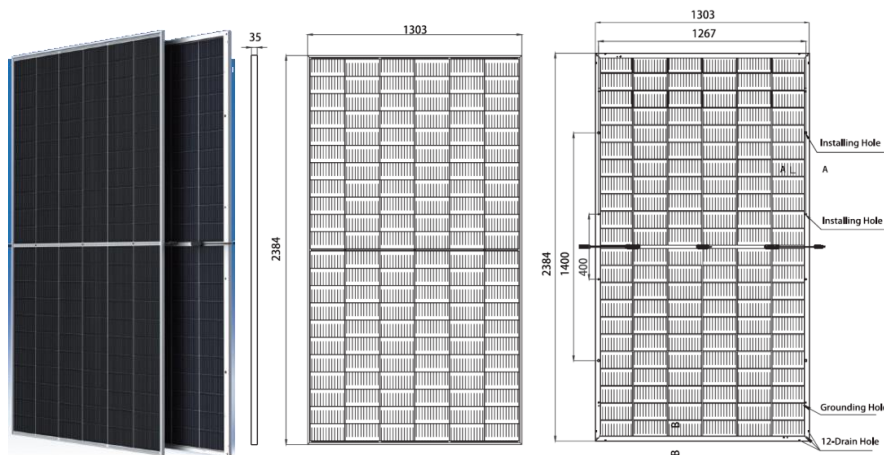 35
1303
2384
1303
1267
2384
1400
400
Installing Hole
A
A
Installing Hole
Grounding Hole
B
12-Drain Hole
B